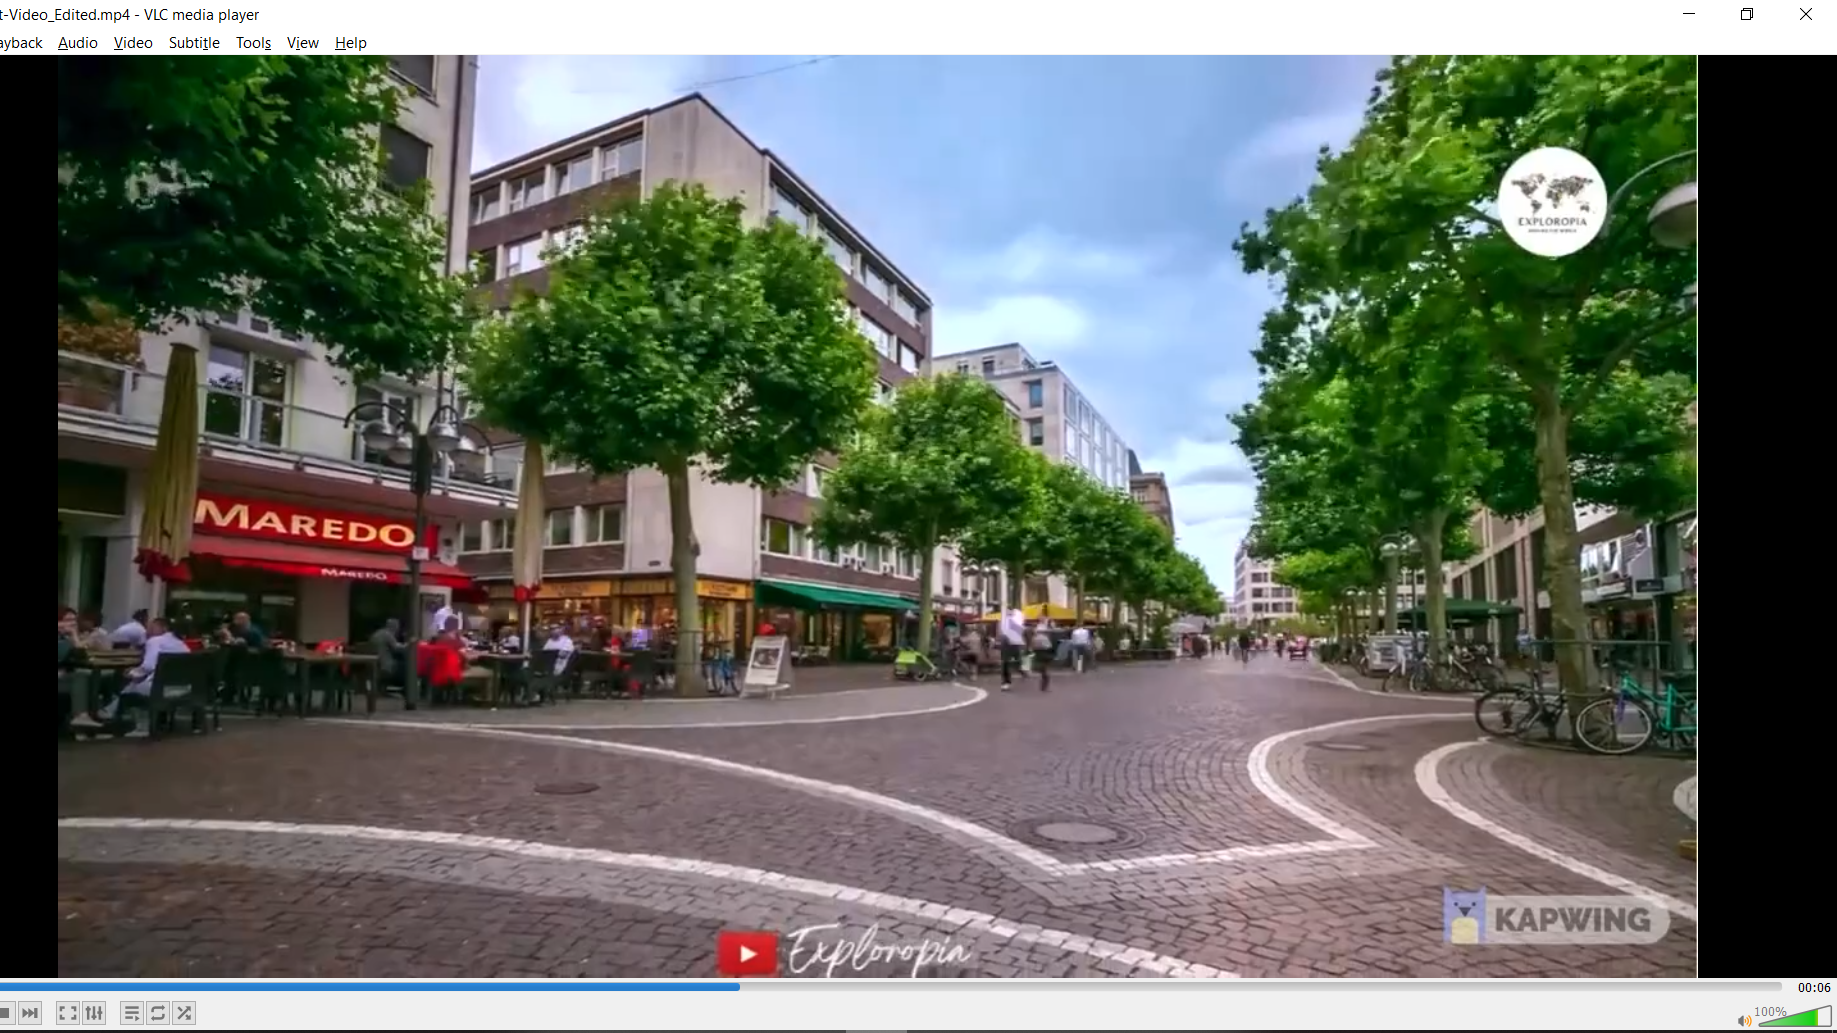 t-Video_Edited.mp4 - VLC media player
ayback Audio Video Subtitle Tools View Help
EXPLOROPIA
MAREDO
MAREDO
KAPWING
Exploropia
00:06
100%